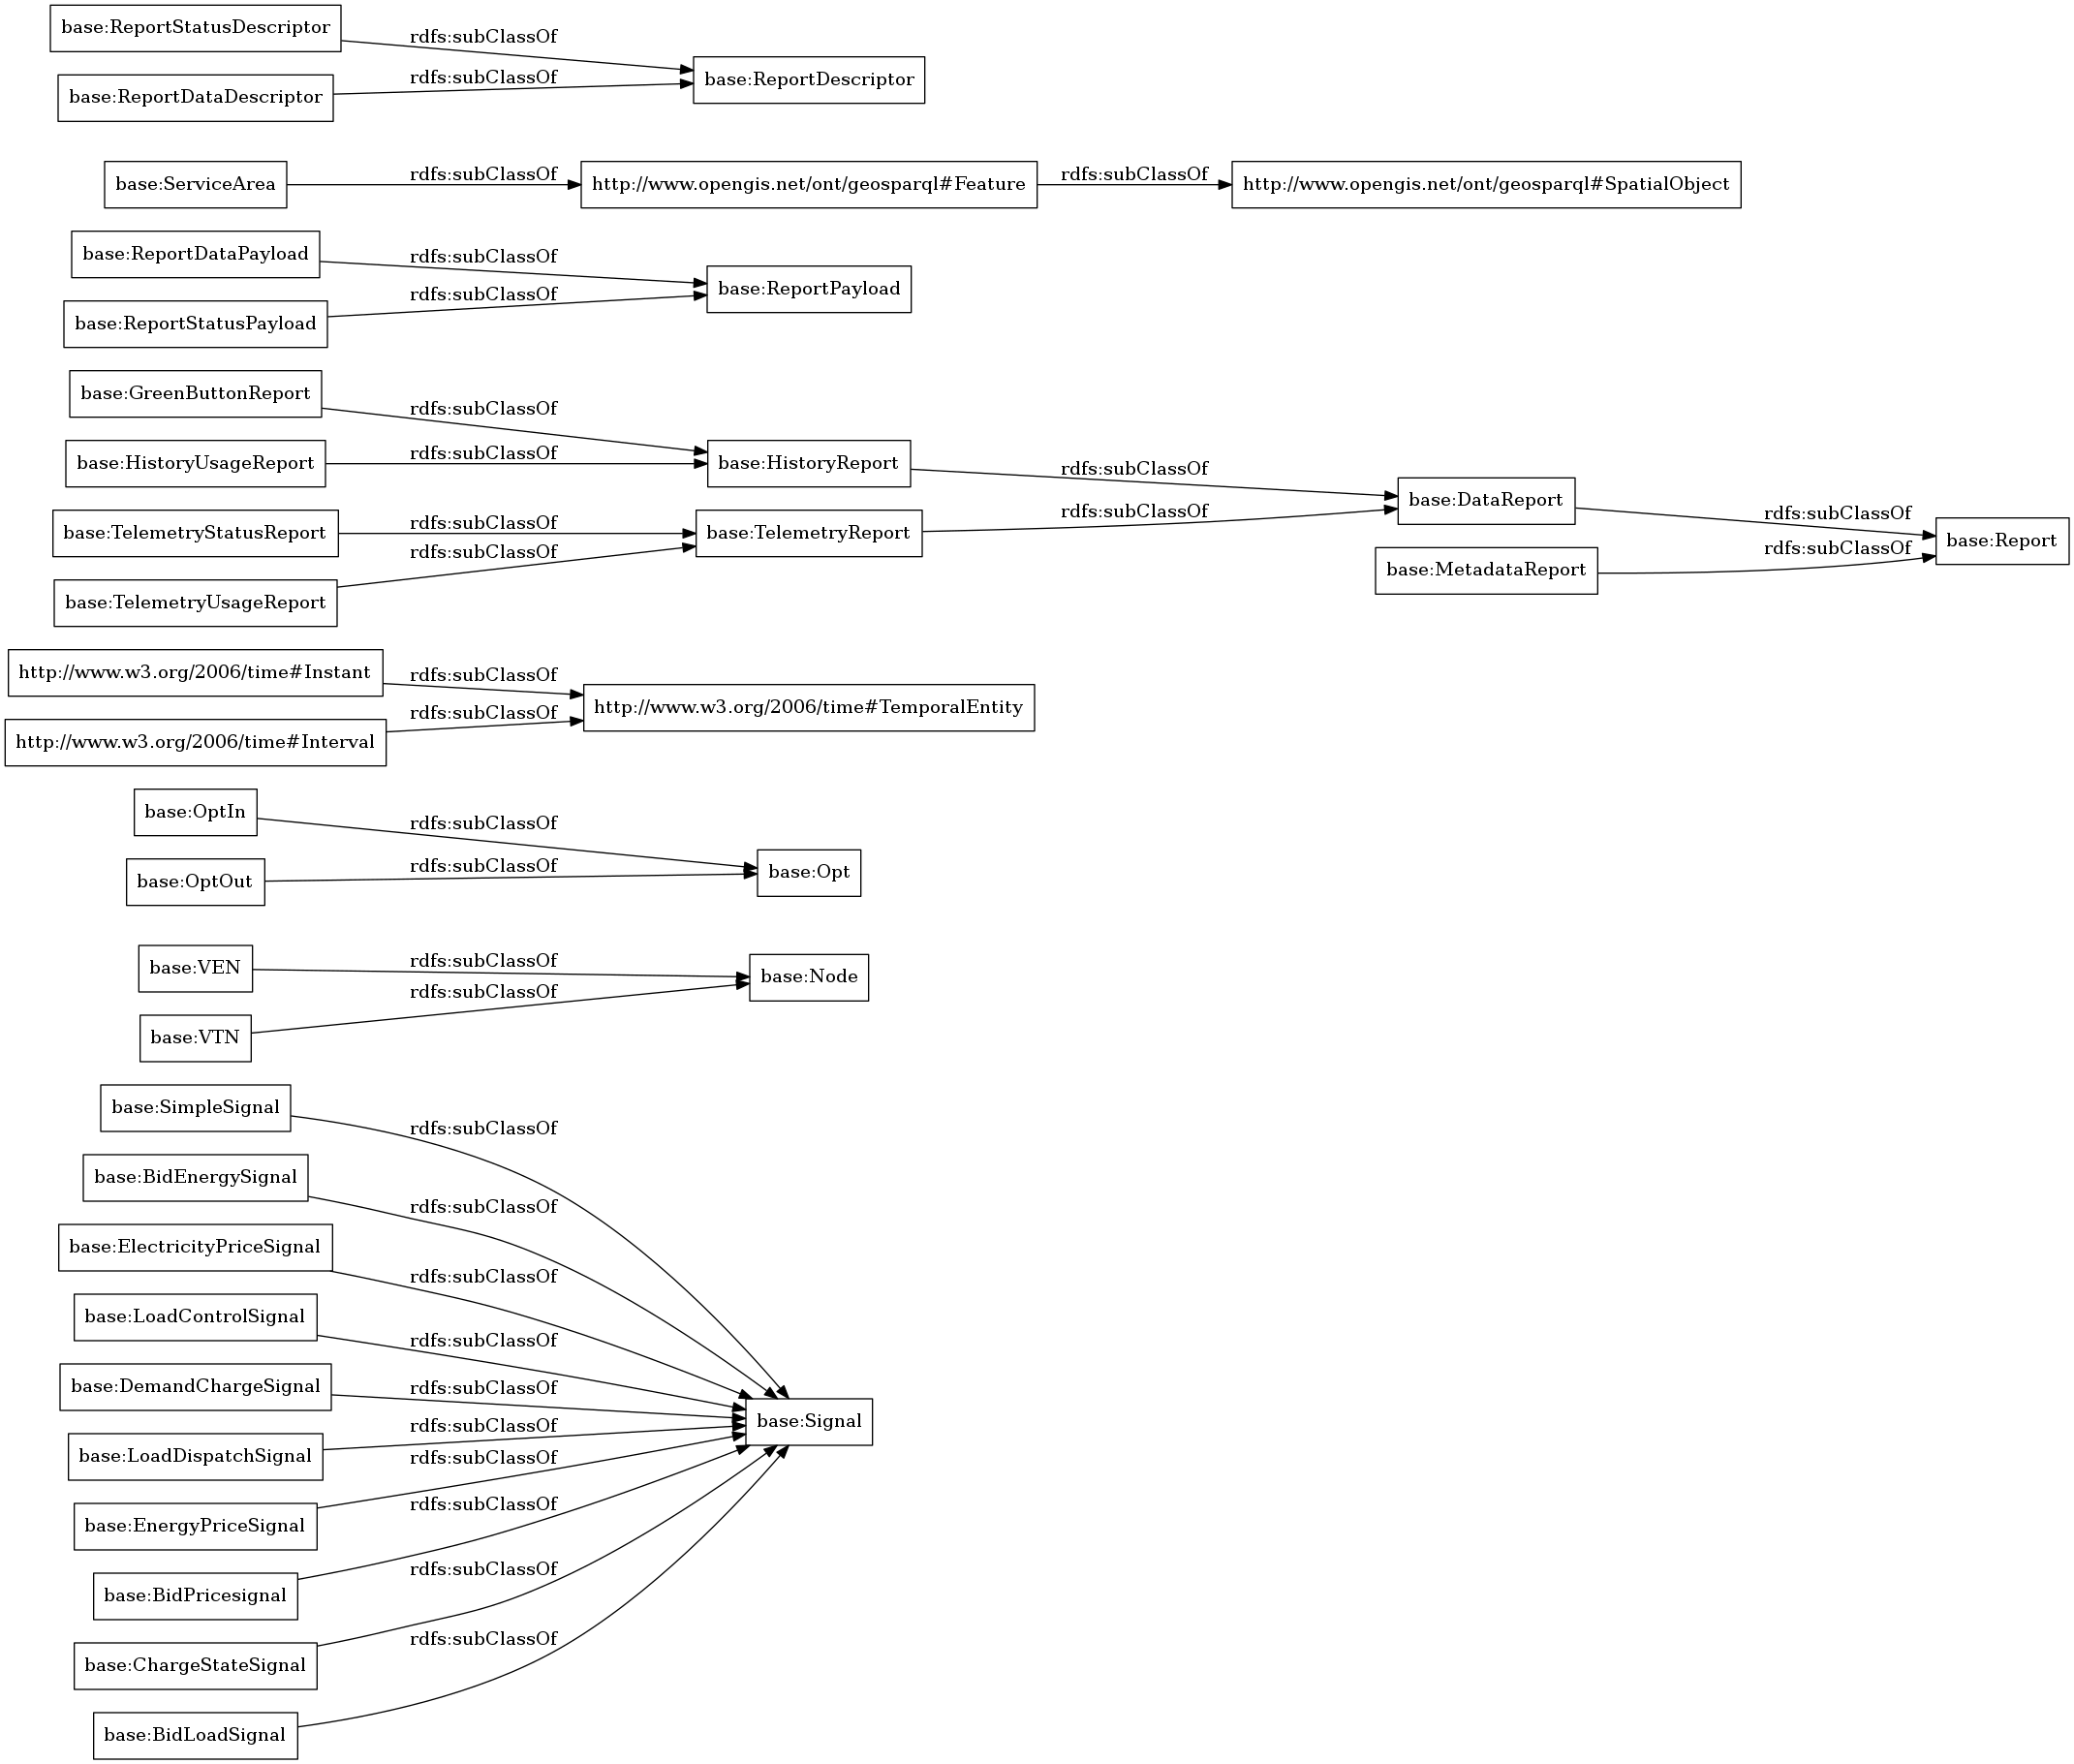 base:ReportStatusDescriptor
rdfs:subClassOf
base:ReportDescriptor
base:ReportDataDescriptor
rdfs:subClassOf
base:ServiceArea
rdfs:subClassOf
http://www.opengis.net/ont/geosparql#Feature
rdfs:subClassOf
http://www.opengis.net/ont/geosparql#SpatialObject
base:ReportDataPayload
rdfs:subClassOf
base:ReportPayload
base:ReportStatusPayload
rdfs:subClassOf
base:GreenButtonReport
rdfs:subClassOf
base:HistoryUsageReport
rdfs:subClassOf
base:HistoryReport
rdfs:subClassOf
base:TelemetryStatusReport
rdfs:subClassOf
base:TelemetryReport
rdfs:subClassOf
base:DataReport
rdfs:subClassOf
base:Report
base:TelemetryUsageReport
rdfs:subClassOf
base:MetadataReport
rdfs:subClassOf
http://www.w3.org/2006/time#Instant
rdfs:subClassOf
http://www.w3.org/2006/time#TemporalEntity
http://www.w3.org/2006/time#Interval
rdfs:subClassOf
base:OptIn
rdfs:subClassOf
base:Opt
base:OptOut
rdfs:subClassOf
base:VEN
rdfs:subClassOf
base:Node
base:VTN
rdfs:subClassOf
base:SimpleSignal
rdfs:subClassOf
base:BidEnergySignal
rdfs:subClassOf
base:ElectricityPriceSignal
rdfs:subClassOf
base:LoadControlSignal
rdfs:subClassOf
base:DemandChargeSignal
rdfs:subClassOf
base:Signal
base:LoadDispatchSignal
rdfs:subClassOf
base:EnergyPriceSignal
rdfs:subClassOf
base:BidPricesignal
rdfs:subClassOf
base:ChargeStateSignal
rdfs:subClassOf
base:BidLoadSignal
rdfs:subClassOf